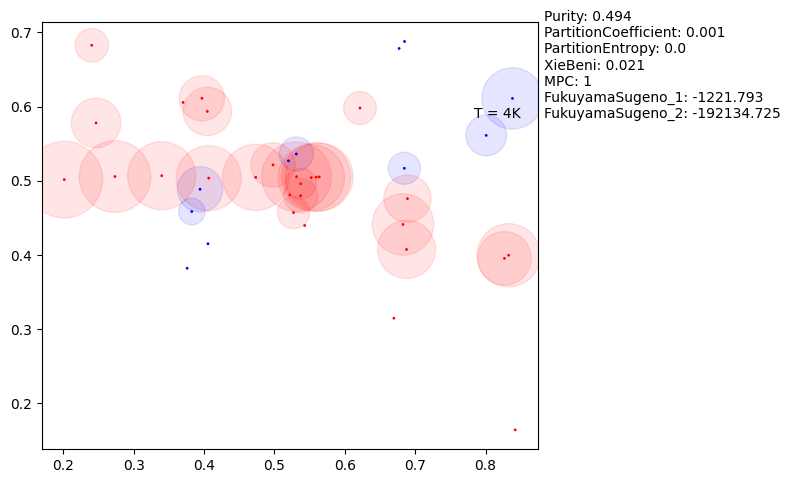 Purity: 0.494
PartitionCoefficient: 0.001
PartitionEntropy: 0.0
XieBeni: 0.021
MPC: 1
FukuyamaSugeno_1: -1221.793
FukuyamaSugeno_2: -192134.725
T = 4K
0.7
0.6
0.5
0.4
0.3
0.2
0.2 0.3 0.4 0.5 0.6 0.7 0.8